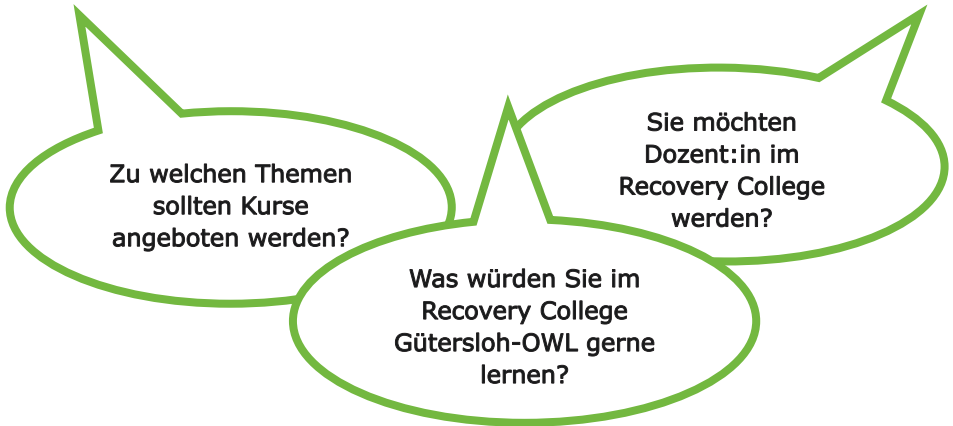 Zu welchen Themen
sollten Kurse
angeboten werden?
Sie möchten
Dozent:in im
Recovery College
werden?
Was würden Sie im
Recovery College
Gütersloh-OWL gerne
lernen?